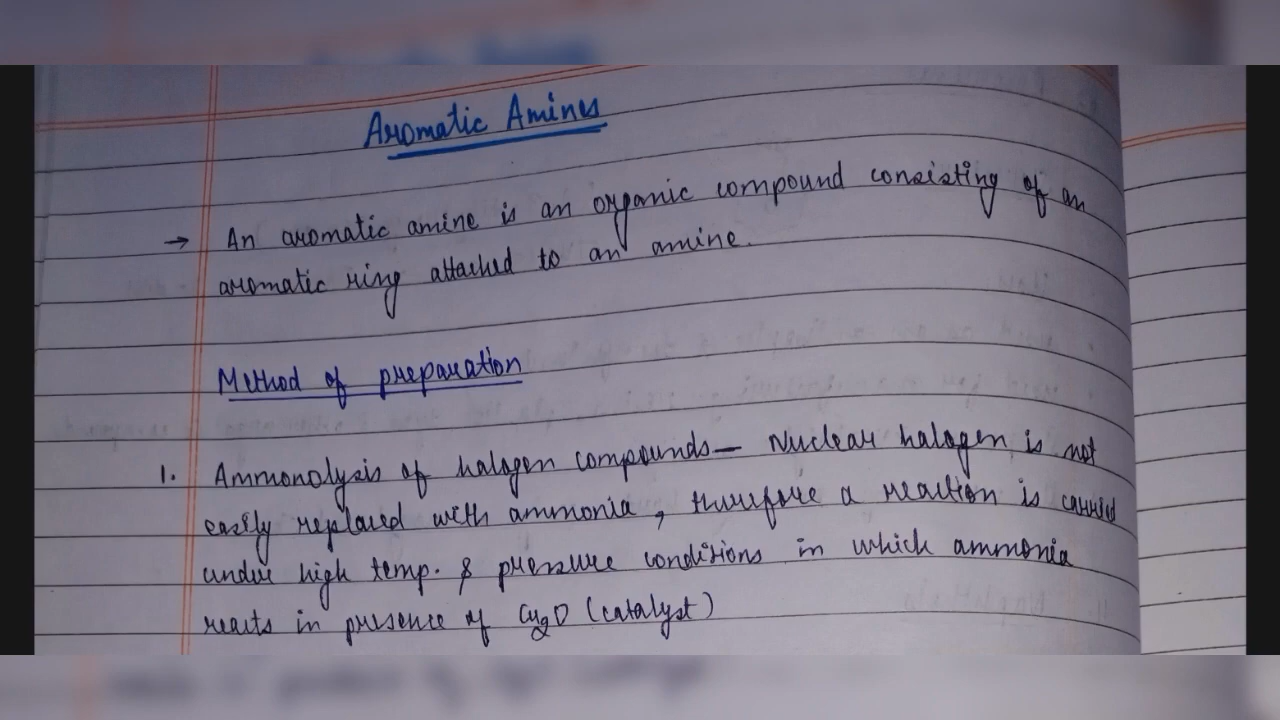 Aromatic Amines
→ An aromatic amine is an organic compound consisting of an
aromatic ring attached to an amine.
Method of preparation
1. Ammonolysis of halogen compounds — Nuclear halogen is not
easily replaced with ammonia, therefore a reaction is carried
under high temp. & pressure conditions in which ammonia
reacts in presence of Cu2O (catalyst)